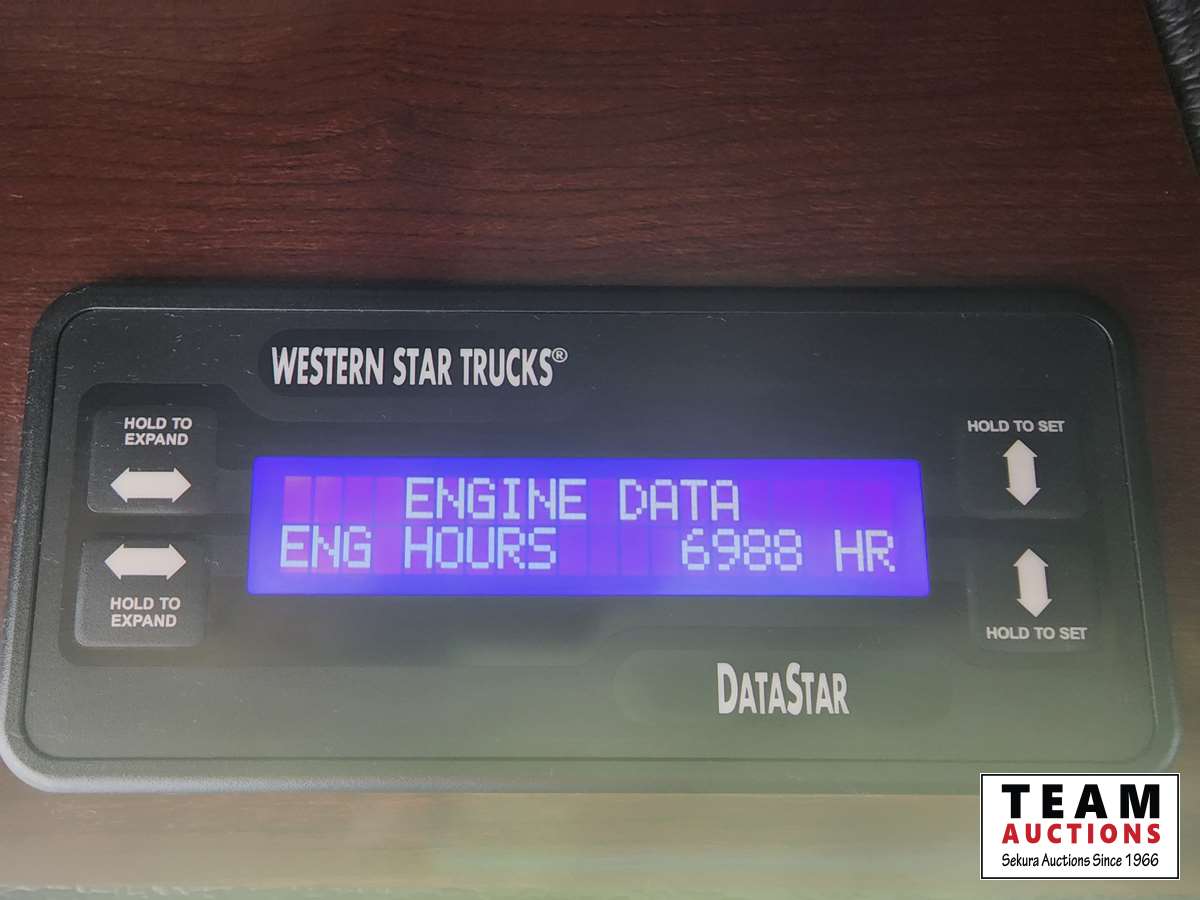 WESTERN STAR TRUCKS®
HOLD TO
EXPAND
HOLD TO SET
ENGINE DATA
ENG HOURS 6988 HR
HOLD TO
EXPAND
HOLD TO SET
DATASTAR
TEAM
AUCTIONS
Sekura Auctions Since 1966